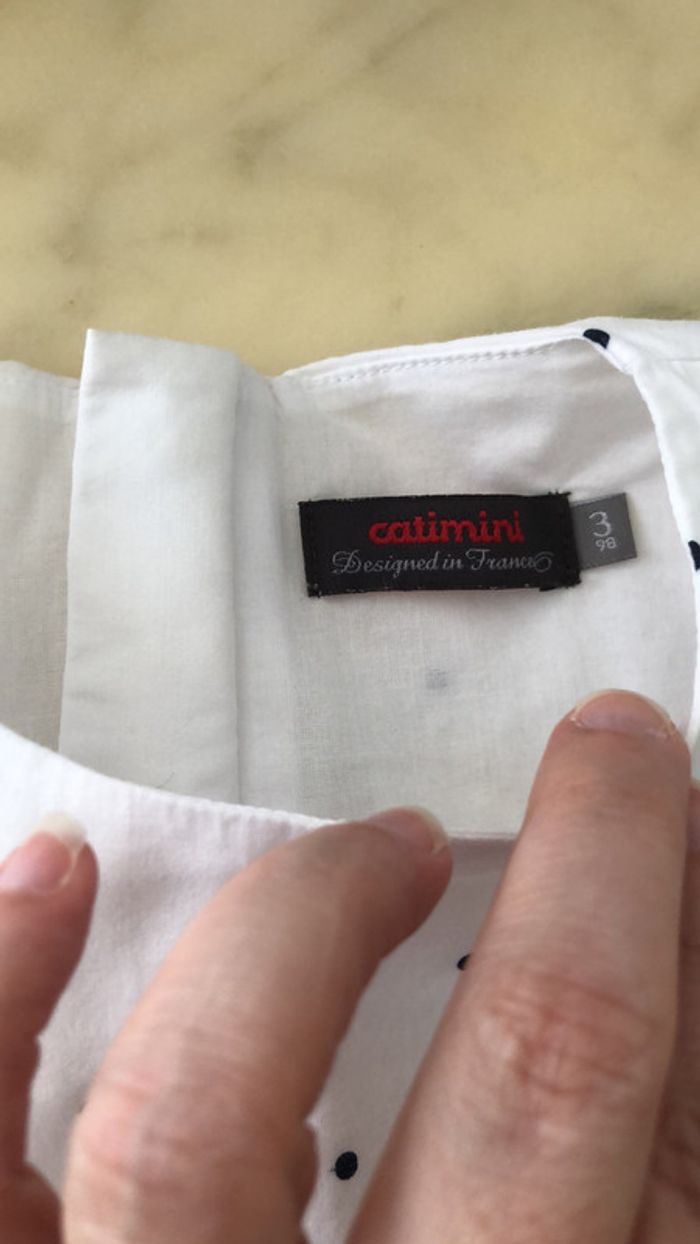 catimini
Designed in France
3
98